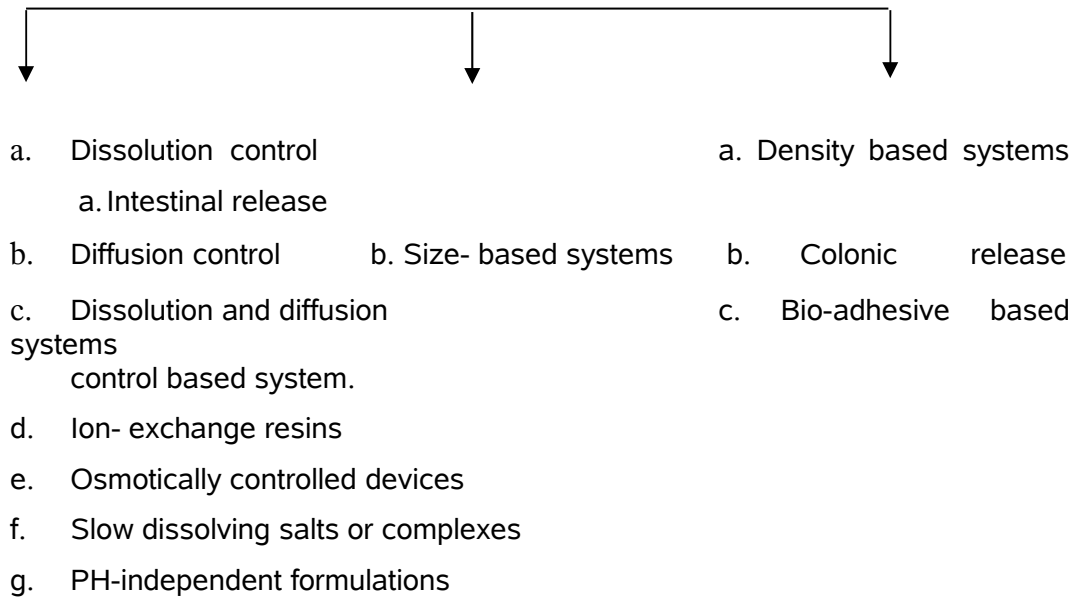 a. Dissolution control a. Density based systems
a. Intestinal release
b. Diffusion control b. Size- based systems b. Colonic release
c. Dissolution and diffusion c. Bio-adhesive based
systems
control based system.
d. Ion- exchange resins
e. Osmotically controlled devices
f. Slow dissolving salts or complexes
g. PH-independent formulations